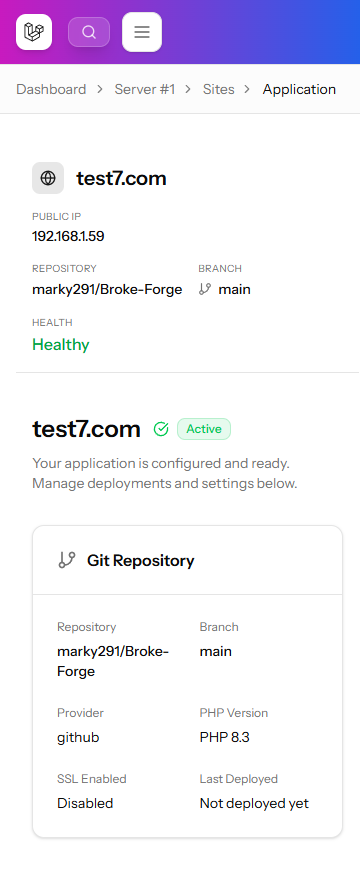 Dashboard > Server #1 > Sites > Application
test7.com
PUBLIC IP
192.168.1.59
REPOSITORY BRANCH
marky291/Broke-Forge main
HEALTH
Healthy
test7.com Active
Your application is configured and ready.
Manage deployments and settings below.
Git Repository
Repository Branch
marky291/Broke- main
Forge
Provider PHP Version
github PHP 8.3
SSL Enabled Last Deployed
Disabled Not deployed yet